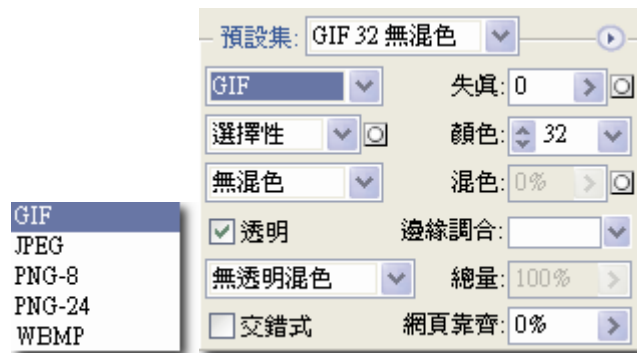 預設集: GIF 32 無混色
GIF 失真: 0
選擇性 顏色: 32
無混色 混色: 0%
透明 邊緣調合:
無透明混色 總量: 100%
交錯式 網頁靠齊: 0%
GIF
JPEG
PNG-8
PNG-24
WBMP